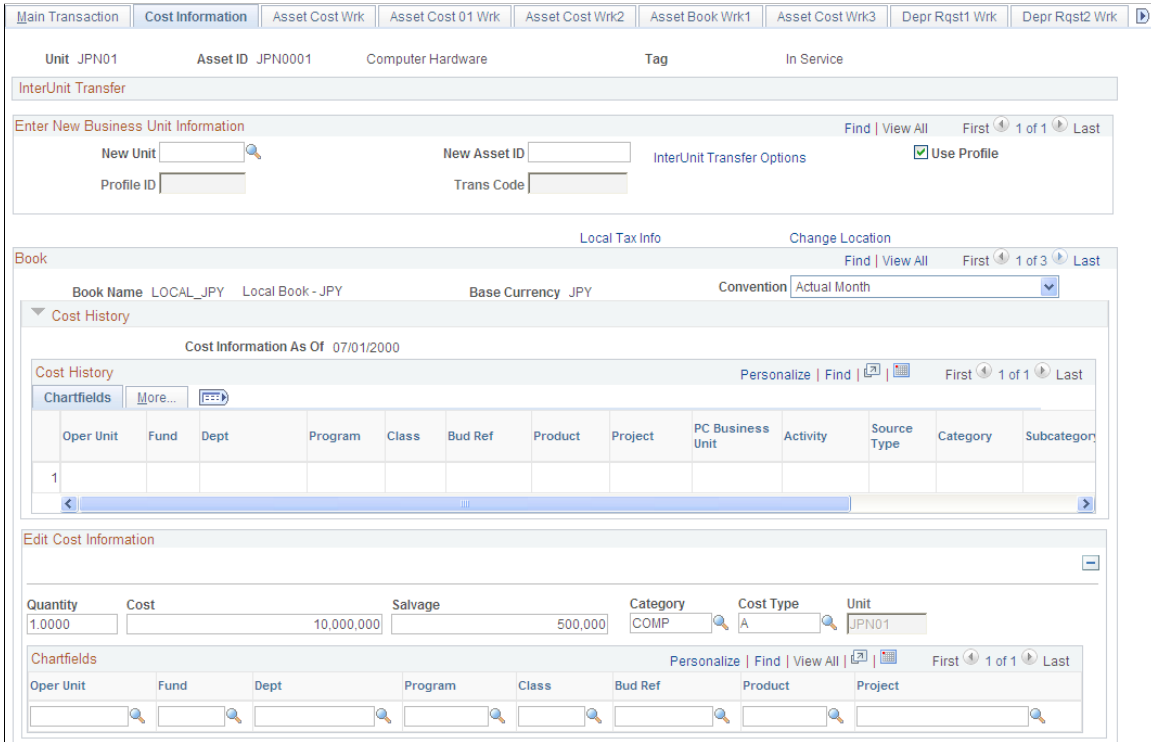 Main Transaction Cost Information Asset Cost Wrk Asset Cost 01 Wrk Asset Cost Wrk2 Asset Book Wrk1 Asset Cost Wrk3 Depr Rqst1 Wrk Depr Rqst2 Wrk
Unit JPN01 Asset ID JPN0001 Computer Hardware Tag In Service
InterUnit Transfer
Enter New Business Unit Information Find | View All First 1 of 1 Last
New Unit New Asset ID InterUnit Transfer Options Use Profile
Profile ID Trans Code
Local Tax Info Change Location
Book Find | View All First 1 of 3 Last
Book Name LOCAL_JPY Local Book - JPY Base Currency JPY Convention Actual Month
Cost History
Cost Information As Of 07/01/2000
Cost History Personalize | Find | | First 1 of 1 Last
Chartfields More...
Oper Unit Fund Dept Program Class Bud Ref Product Project PC Business Unit Activity Source Type Category Subcategory
1
Edit Cost Information
Quantity Cost Salvage Category Cost Type Unit
1.0000 10,000,000 500,000 COMP A JPN01
Chartfields Personalize | Find | View All | | First 1 of 1 Last
Oper Unit Fund Dept Program Class Bud Ref Product Project